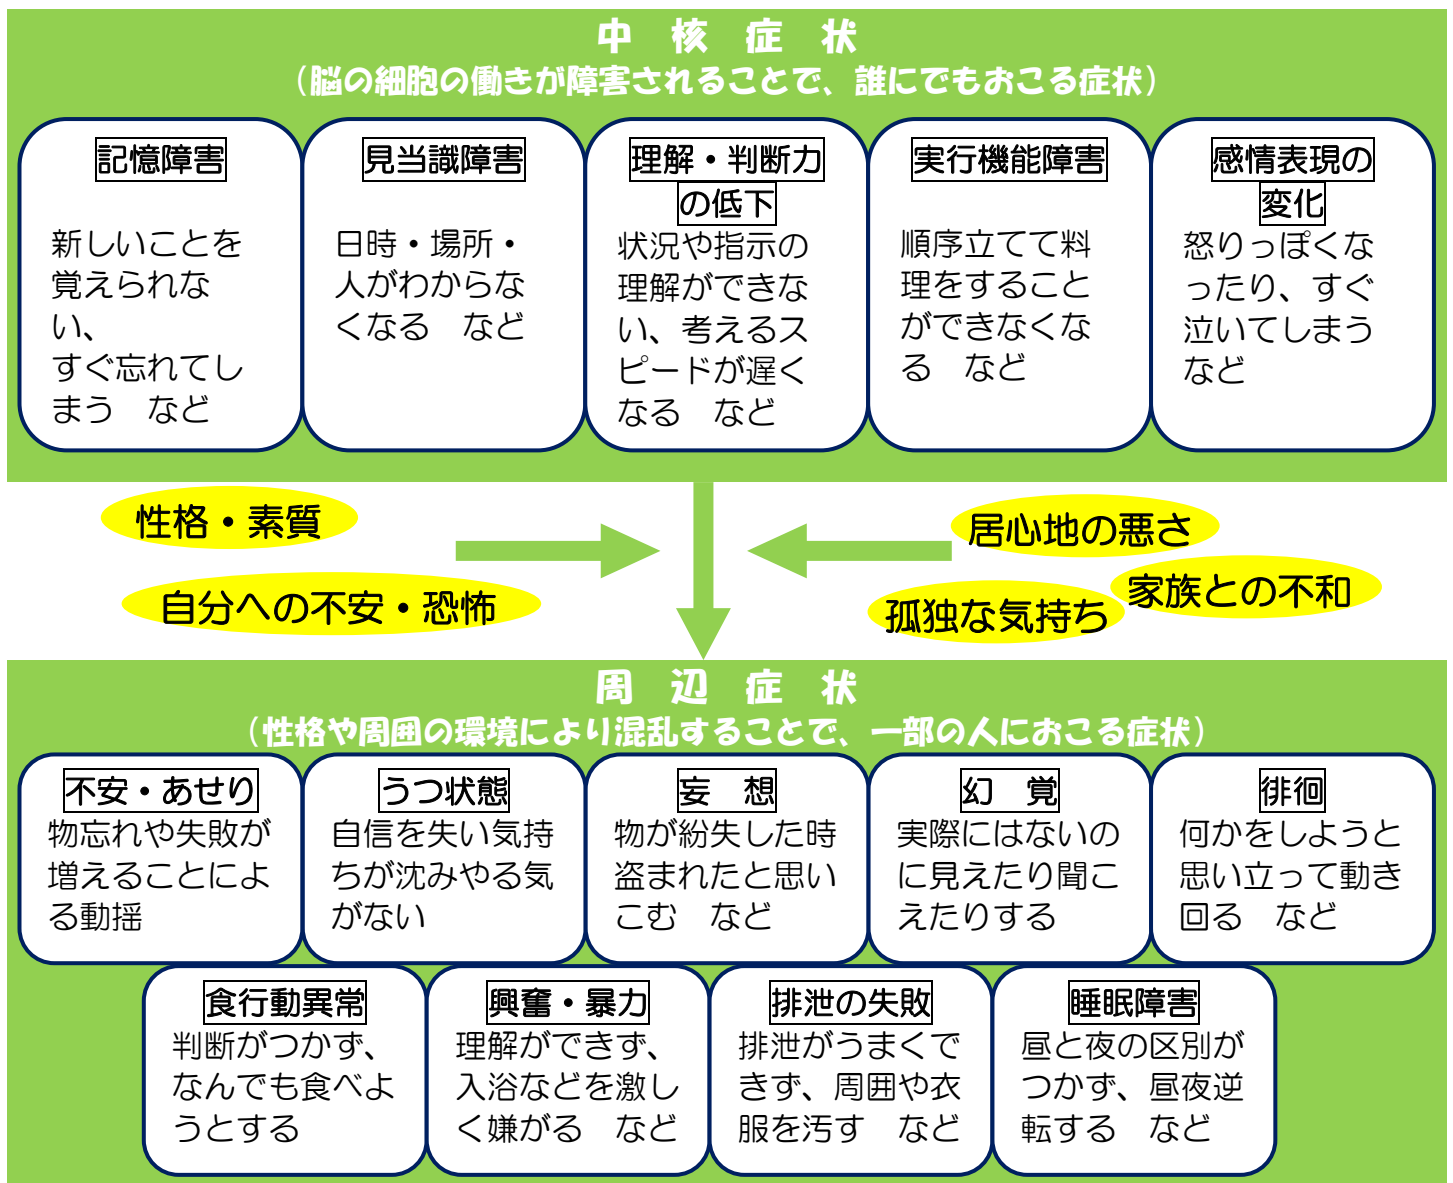 中　核　症　状
（脳の細胞の働きが障害されることで、誰にでもおこる症状）
記憶障害
新しいことを
覚えられな
い、
すぐ忘れてし
まう　など
見当識障害
日時・場所・
人がわからな
くなる　など
理解・判断力
の低下
状況や指示の
理解ができな
い、考えるス
ピードが遅く
なる　など
実行機能障害
順序立てて料
理をすること
ができなくな
る　など
感情表現の
変化
怒りっぽくな
ったり、すぐ
泣いてしまう
など
性格・素質
自分への不安・恐怖
居心地の悪さ
家族との不和
孤独な気持ち
周　辺　症　状
（性格や周囲の環境により混乱することで、一部の人におこる症状）
不安・あせり
物忘れや失敗が
増えることによ
る動揺
うつ状態
自信を失い気持
ちが沈みやる気
がない
妄　想
物が紛失した時
盗まれたと思い
こむ　など
幻　覚
実際にはないの
に見えたり聞こ
えたりする
徘徊
何かをしようと
思い立って動き
回る　など
食行動異常
判断がつかず、
なんでも食べよ
うとする
興奮・暴力
理解ができず、
入浴などを激し
く嫌がる　など
排泄の失敗
排泄がうまくで
きず、周囲や衣
服を汚す　など
睡眠障害
昼と夜の区別が
つかず、昼夜逆
転する　など